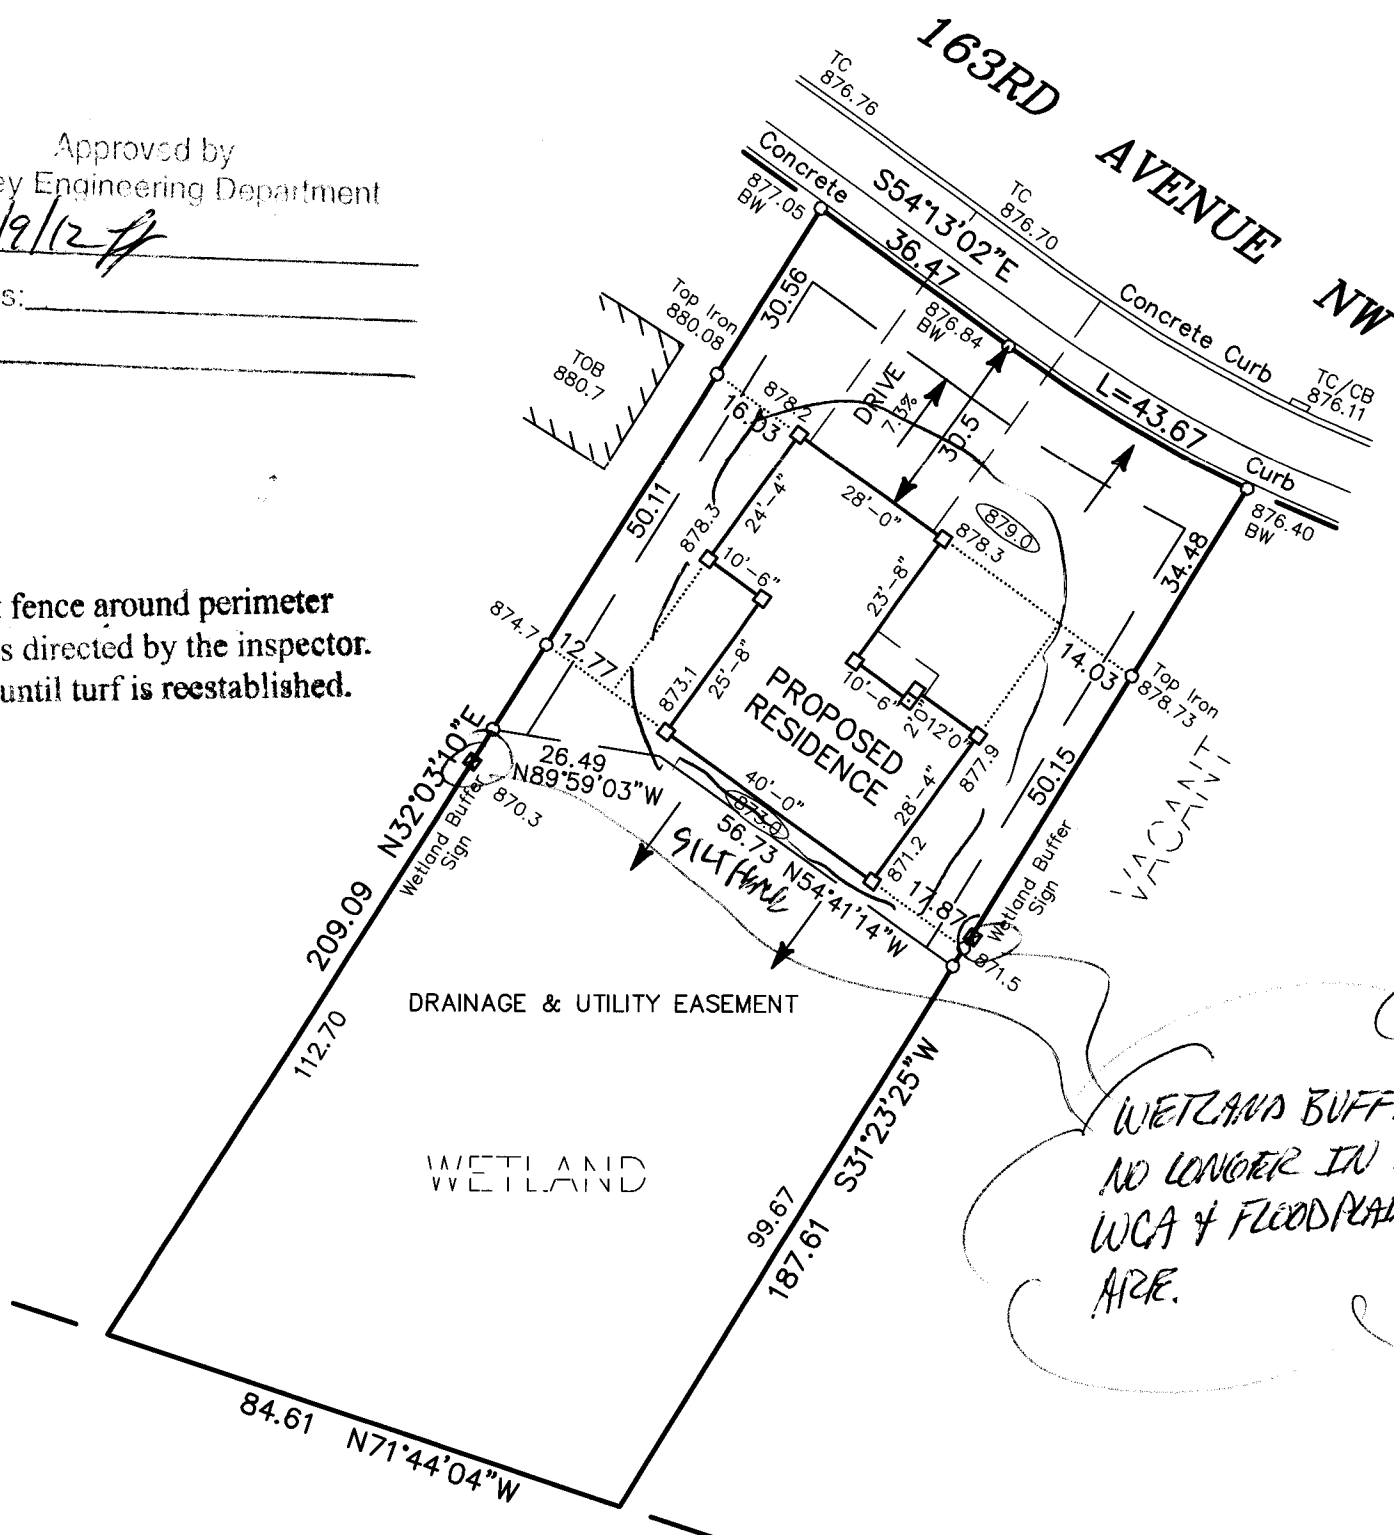 163RD AVENUE NW
TC
876.76
Concrete
S54°13'02"E
TC
876.70
Concrete Curb
TC/CB
876.11
877.05
BW
36.47
876.84
BW
L=43.67
Curb
876.40
BW
Approved by
ey Engineering Department
/9/12
s:
Top Iron
880.08
30.56
TOB
880.7
16.03
878.2
DRIVE
7.3%
30.5
34.48
50.11
24'-4"
28'-0"
879.0
878.3
878.3
10'-6"
23'-8"
fence around perimeter
s directed by the inspector.
until turf is reestablished.
874.7
12.77
14.03
Top Iron
878.73
873.1
25'-8"
PROPOSED
RESIDENCE
10'-6"
2'0"
12'0"
877.9
50.15
VACANT
26.49
N89°59'03"W
40'-0"
873.0
28'-4"
N32°03'10"E
Wetland Buffer
Sign
870.3
56.73 N54°41'14"W
SILT FENCE
871.2
17.87
Wetland Buffer
Sign
871.5
209.09
112.70
DRAINAGE & UTILITY EASEMENT
S31°23'25"W
WETLAND
99.67
187.61
WETLAND BUFF
NO LONGER IN
WCA & FLOODPLAI
ARE.
84.61 N71°44'04"W